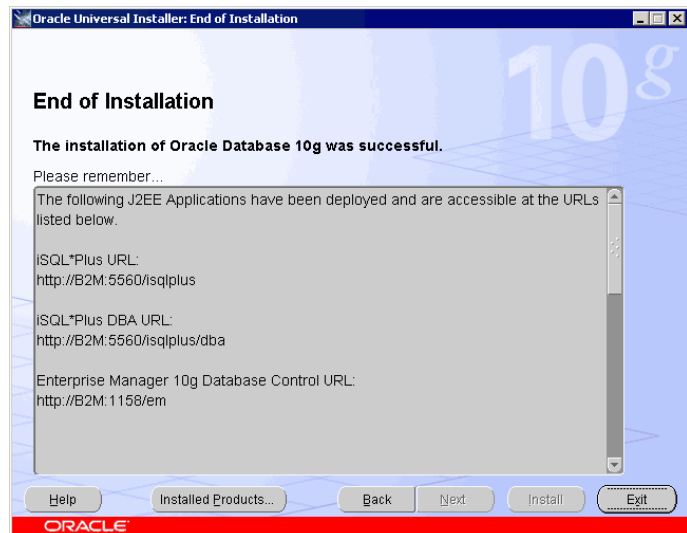 Oracle Universal Installer: End of Installation
10g
End of Installation
The installation of Oracle Database 10g was successful.
Please remember...
The following J2EE Applications have been deployed and are accessible at the URLs
listed below.
iSQL*Plus URL:
http://B2M:5560/isqlplus
iSQL*Plus DBA URL:
http://B2M:5560/isqlplus/dba
Enterprise Manager 10g Database Control URL:
http://B2M:1158/em
Help Installed Products... Back Next Install Exit
ORACLE